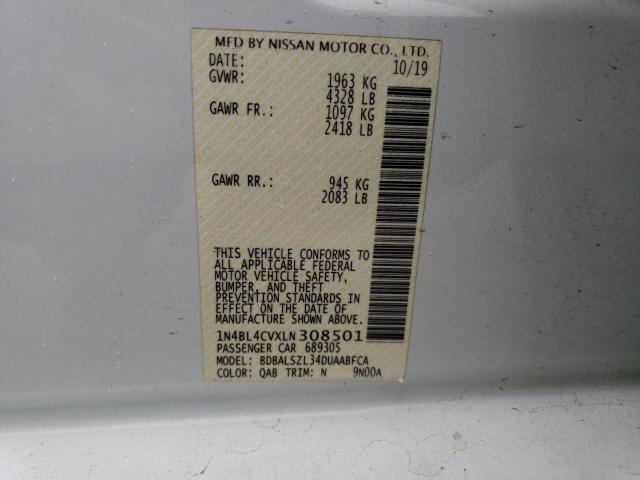 MFD BY NISSAN MOTOR CO., LTD.
DATE: 10/19
GVWR: 1963 KG
4328 LB
GAWR FR.: 1097 KG
2418 LB
GAWR RR.: 945 KG
2083 LB
THIS VEHICLE CONFORMS TO
ALL APPLICABLE FEDERAL
MOTOR VEHICLE SAFETY,
BUMPER, AND THEFT
PREVENTION STANDARDS IN
EFFECT ON THE DATE OF
MANUFACTURE SHOWN ABOVE.
1N4BL4CVXLN308501
PASSENGER CAR 689305
MODEL: BDBALSZL34DUAABFCA
COLOR: QAB TRIM: N 9N00A